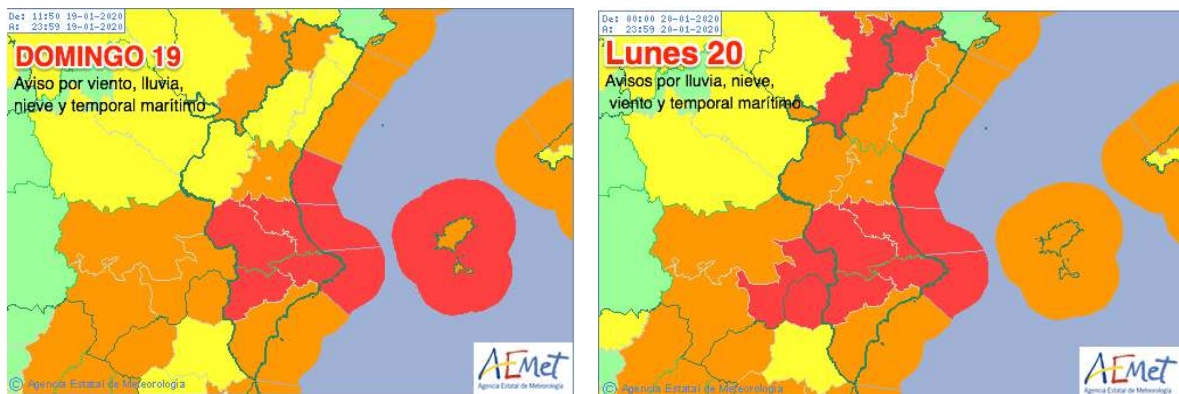 De: 11:50 19-01-2020
A: 23:59 19-01-2020
DOMINGO 19
Aviso por viento, lluvia,
nieve y temporal marítimo
AEmet
Agencia Estatal de Meteorología
© Agencia Estatal de Meteorología
De: 00:00 20-01-2020
A: 23:59 20-01-2020
Lunes 20
Avisos por lluvia, nieve,
viento y temporal marítimo
AEmet
Agencia Estatal de Meteorología
© Agencia Estatal de Meteorología